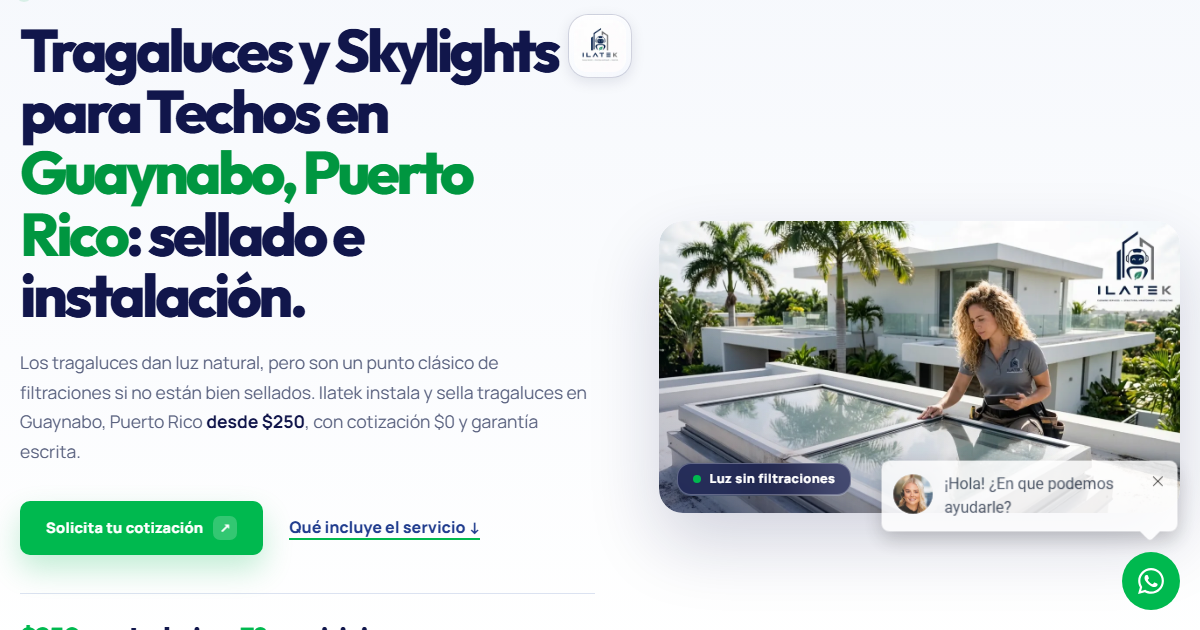 Tragaluces y Skylights
ILATEK
para Techos en
Guaynabo, Puerto
Rico: sellado e
instalación.
Los tragaluces dan luz natural, pero son un punto clásico de
filtraciones si no están bien sellados. Ilatek instala y sella tragaluces en
Guaynabo, Puerto Rico desde $250, con cotización $0 y garantía
escrita.
Solicita tu cotización ↗
Qué incluye el servicio ↓
ILATEK
Luz sin filtraciones
¡Hola! ¿En que podemos
ayudarle?